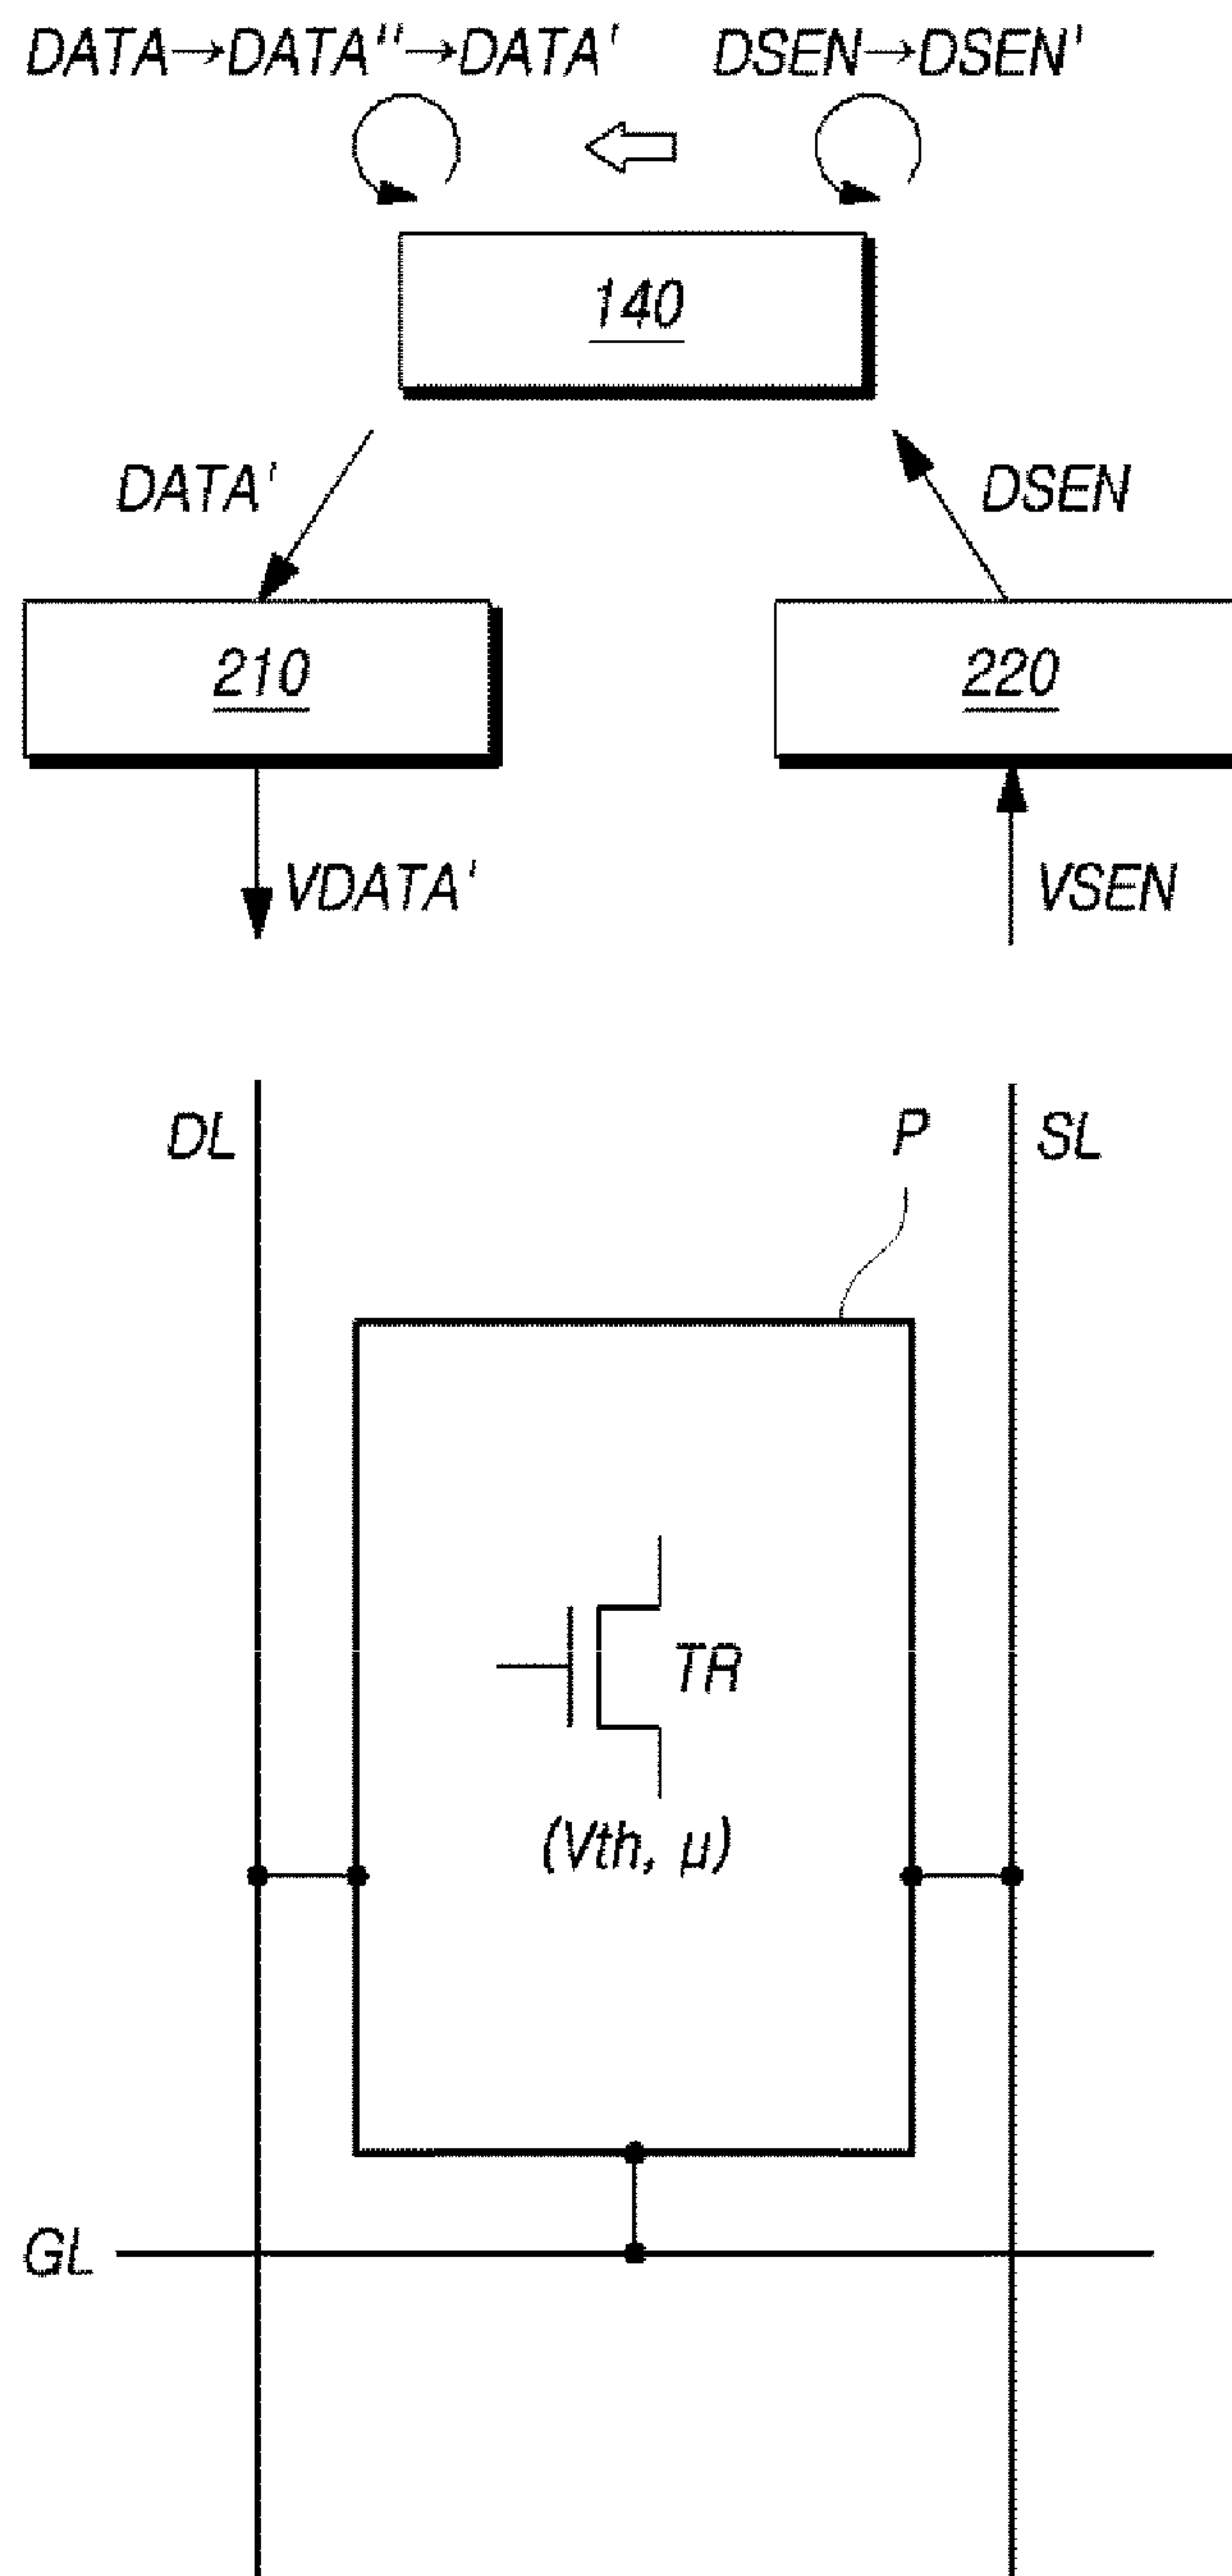 DATA→DATA''→DATA' DSEN→DSEN'
140
DATA' DSEN
210 220
VDATA' VSEN
DL P SL
TR
(Vth, μ)
GL